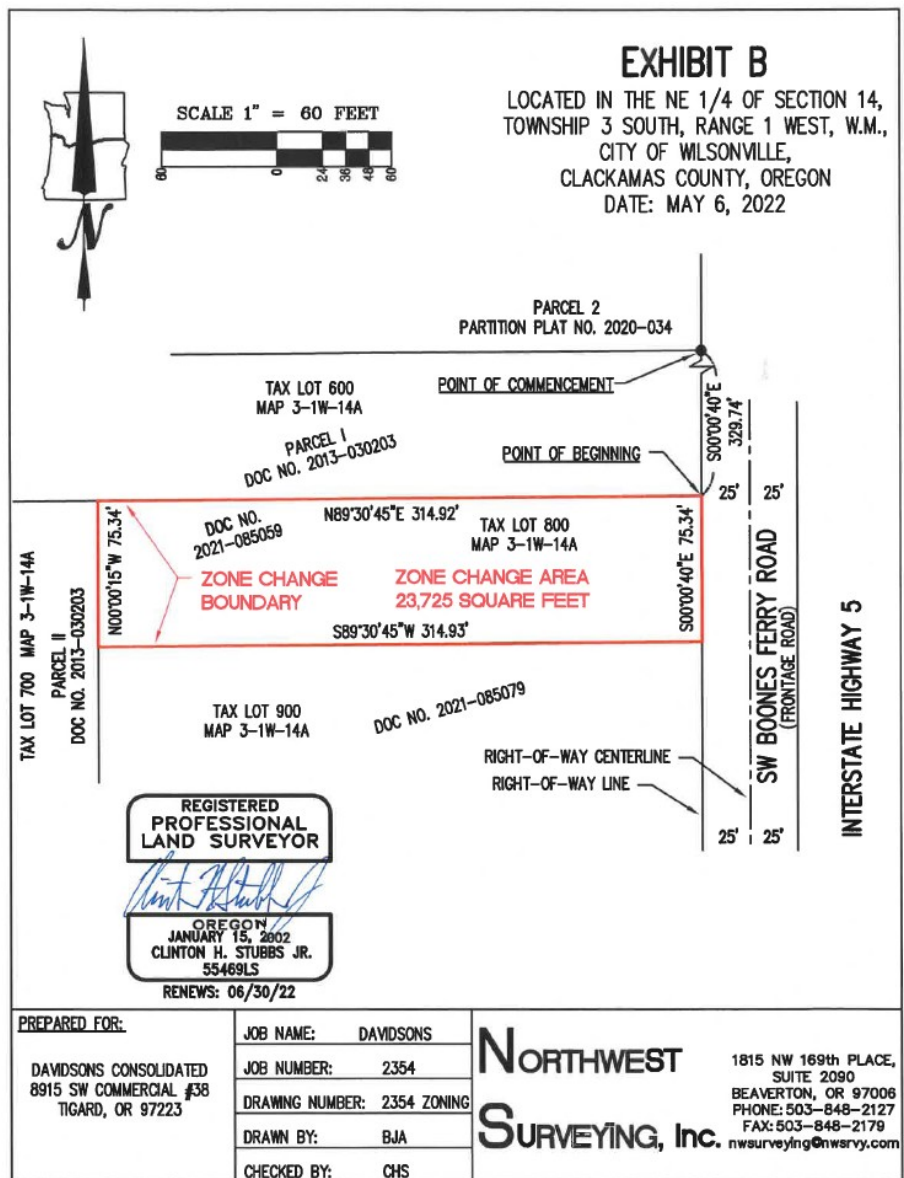 EXHIBIT B
LOCATED IN THE NE 1/4 OF SECTION 14,
TOWNSHIP 3 SOUTH, RANGE 1 WEST, W.M.,
CITY OF WILSONVILLE,
CLACKAMAS COUNTY, OREGON
DATE: MAY 6, 2022
SCALE 1" = 60 FEET
60 0 24 36 48 60
N
PARCEL 2
PARTITION PLAT NO. 2020-034
TAX LOT 600
MAP 3-1W-14A
POINT OF COMMENCEMENT
S00°00'40"E
329.74'
PARCEL I
DOC NO. 2013-030203
POINT OF BEGINNING
25' 25'
N89°30'45"E 314.92'
DOC NO.
2021-085059
TAX LOT 800
MAP 3-1W-14A
N00°00'15"W 75.34'
S00°00'40"E 75.34'
ZONE CHANGE
BOUNDARY
ZONE CHANGE AREA
23,725 SQUARE FEET
S89°30'45"W 314.93'
TAX LOT 700 MAP 3-1W-14A
PARCEL II
DOC NO. 2013-030203
TAX LOT 900
MAP 3-1W-14A
DOC NO. 2021-085079
SW BOONES FERRY ROAD
(FRONTAGE ROAD)
INTERSTATE HIGHWAY 5
RIGHT-OF-WAY CENTERLINE
RIGHT-OF-WAY LINE
25' 25'
REGISTERED
PROFESSIONAL
LAND SURVEYOR
OREGON
JANUARY 15, 2002
CLINTON H. STUBBS JR.
55469LS
RENEWS: 06/30/22
PREPARED FOR:
DAVIDSONS CONSOLIDATED
8915 SW COMMERCIAL #38
TIGARD, OR 97223
JOB NAME: DAVIDSONS
JOB NUMBER: 2354
DRAWING NUMBER: 2354 ZONING
DRAWN BY: BJA
CHECKED BY: CHS
NORTHWEST
SURVEYING, Inc.
1815 NW 169th PLACE,
SUITE 2090
BEAVERTON, OR 97006
PHONE: 503-848-2127
FAX: 503-848-2179
nwsurveying@nwsrvy.com